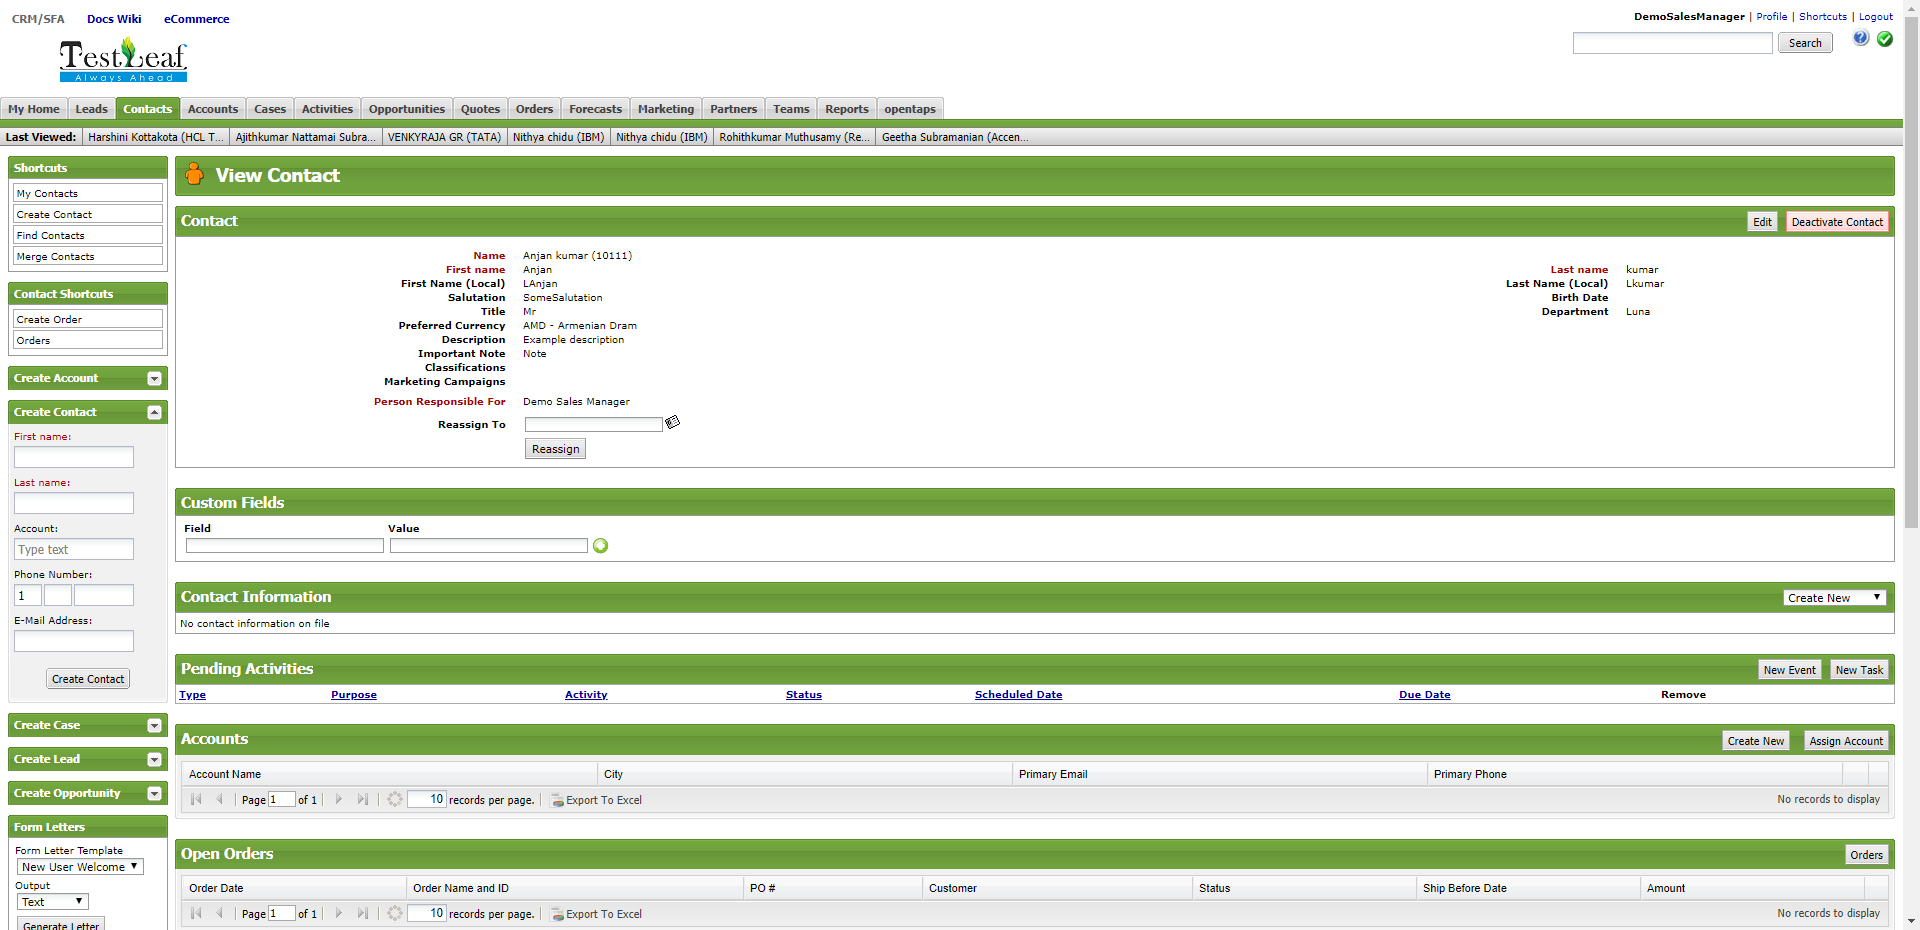 CRM/SFA Docs Wiki eCommerce
DemoSalesManager | Profile | Shortcuts | Logout
TestLeaf
Always Ahead
Search
My Home Leads Contacts Accounts Cases Activities Opportunities Quotes Orders Forecasts Marketing Partners Teams Reports opentaps
Last Viewed: Harshini Kottakota (HCL T... Ajithkumar Nattamai Subra... VENKYRAJA GR (TATA) Nithya chidu (IBM) Nithya chidu (IBM) Rohithkumar Muthusamy (Re... Geetha Subramanian (Accen...
Shortcuts
My Contacts
Create Contact
Find Contacts
Merge Contacts
Contact Shortcuts
Create Order
Orders
Create Account
Create Contact
First name:
Last name:
Account:
Type text
Phone Number:
1
E-Mail Address:
Create Contact
Create Case
Create Lead
Create Opportunity
Form Letters
Form Letter Template
New User Welcome
Output
Text
Generate Letter
View Contact
Contact Edit Deactivate Contact
Name Anjan kumar (10111)
First name Anjan Last name kumar
First Name (Local) LAnjan Last Name (Local) Lkumar
Salutation SomeSalutation Birth Date
Title Mr Department Luna
Preferred Currency AMD - Armenian Dram
Description Example description
Important Note Note
Classifications
Marketing Campaigns
Person Responsible For Demo Sales Manager
Reassign To
Reassign
Custom Fields
Field Value
Contact Information Create New
No contact information on file
Pending Activities New Event New Task
Type Purpose Activity Status Scheduled Date Due Date Remove
Accounts Create New Assign Account
Account Name City Primary Email Primary Phone
Page 1 of 1 10 records per page. Export To Excel No records to display
Open Orders Orders
Order Date Order Name and ID PO # Customer Status Ship Before Date Amount
Page 1 of 1 10 records per page. Export To Excel No records to display